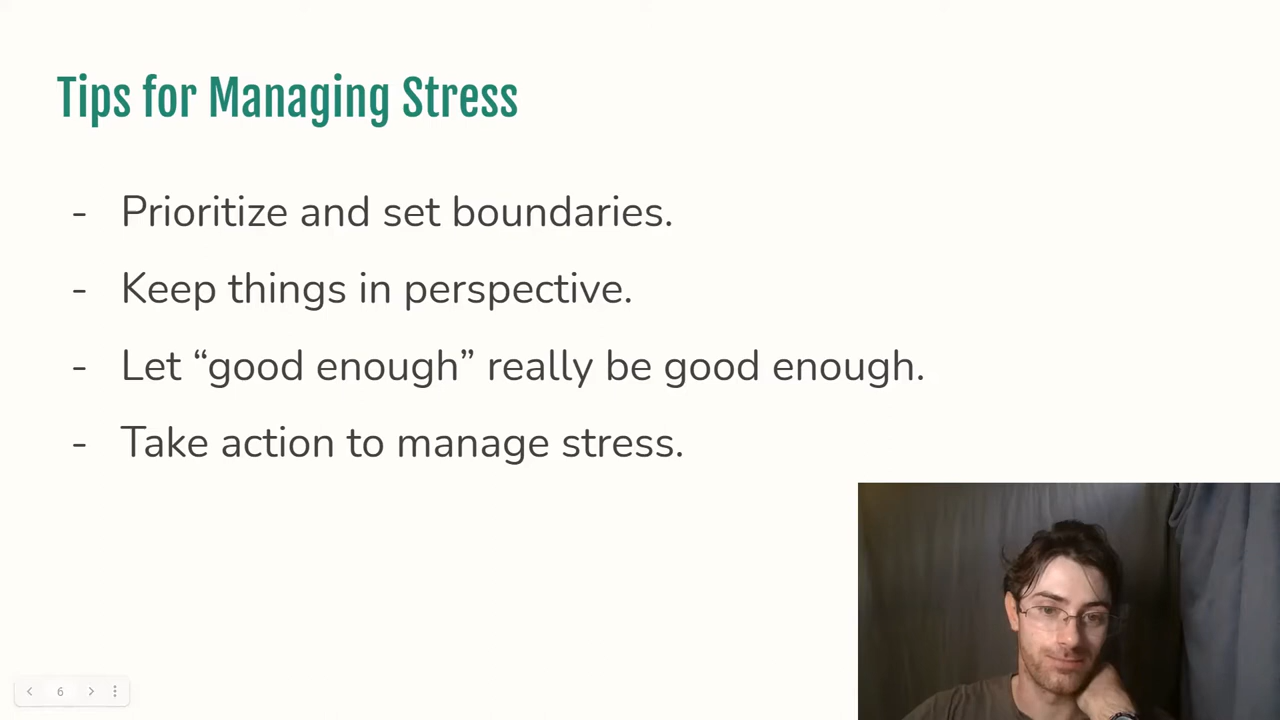 Tips for Managing Stress
- Prioritize and set boundaries.
- Keep things in perspective.
- Let “good enough” really be good enough.
- Take action to manage stress.
6